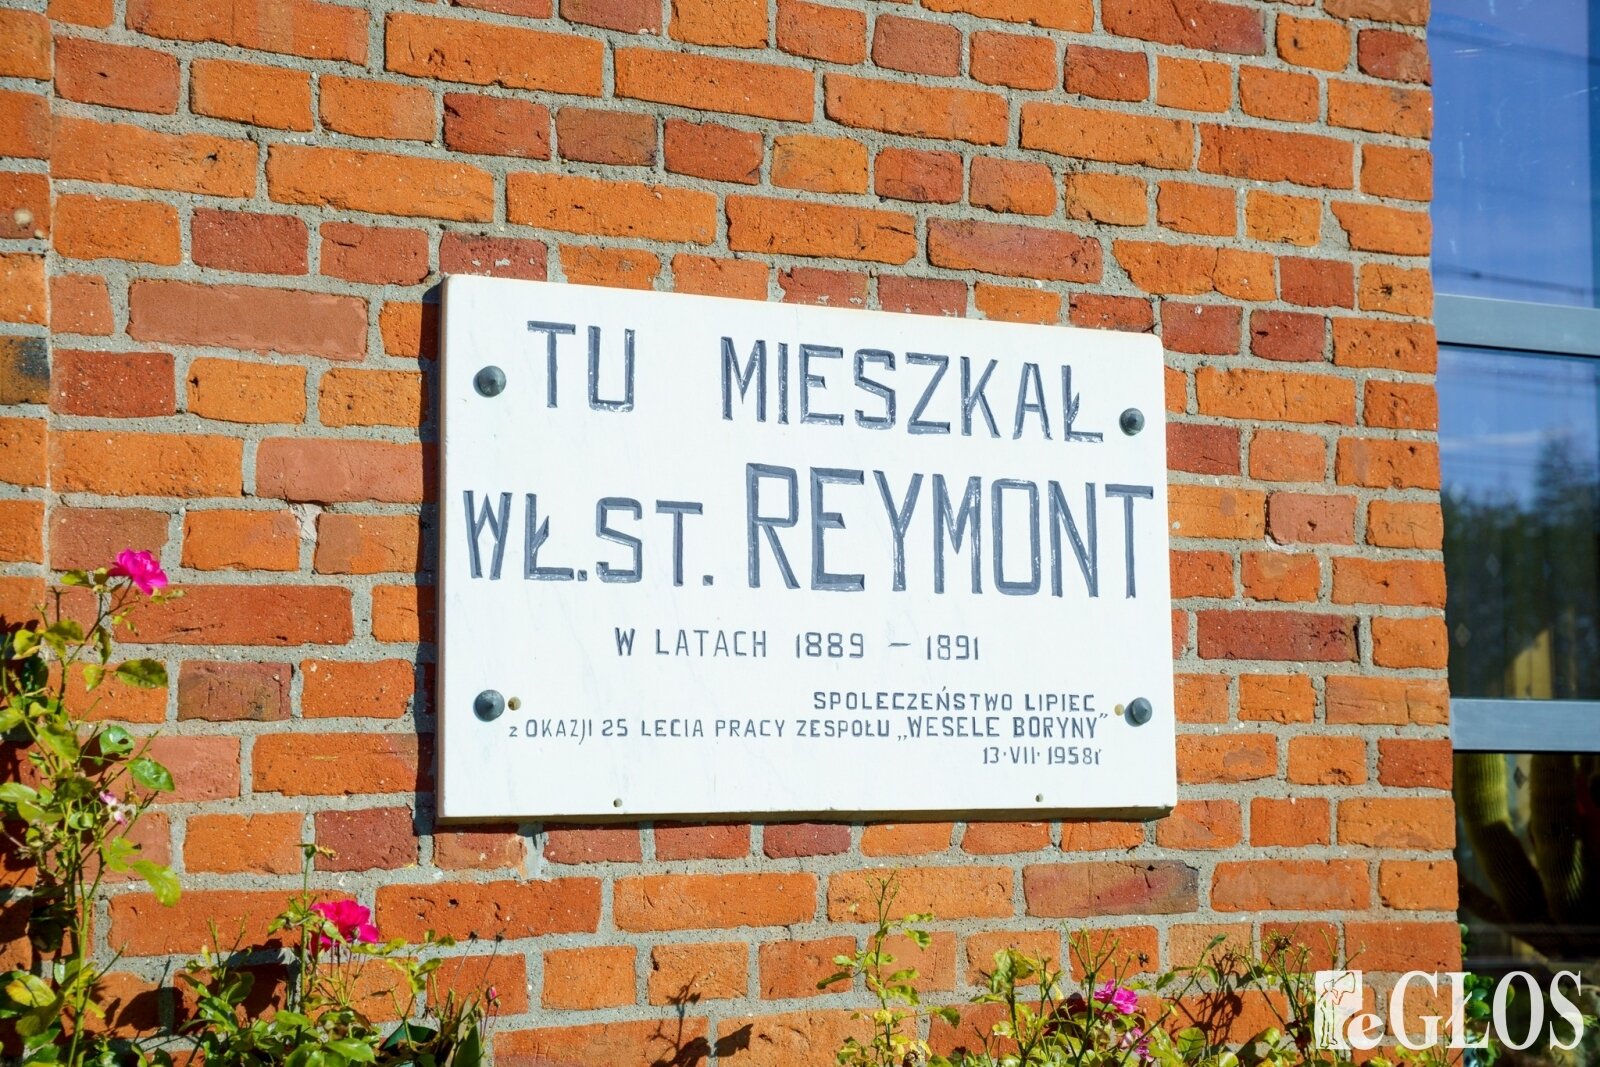 TU MIESZKAŁ
WŁ.ST. REYMONT
W LATACH 1889 – 1891
SPOŁECZEŃSTWO LIPIEC
z OKAZJI 25 LECIA PRACY ZESPOŁU „WESELE BORYNY”
13·VII·1958r
eGŁOS